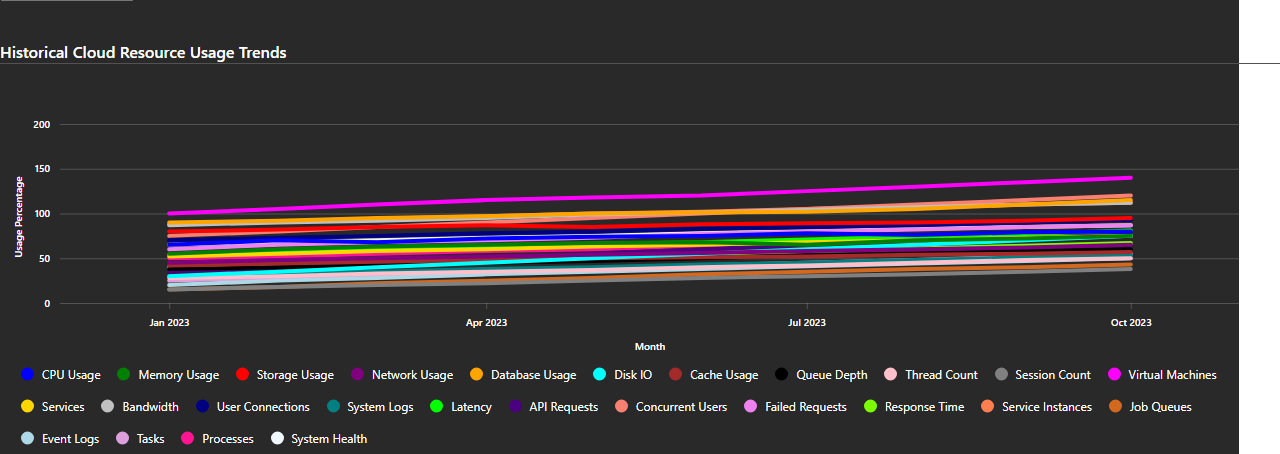 Historical Cloud Resource Usage Trends
200
150
100
50
0
Usage Percentage
Jan 2023 Apr 2023 Jul 2023 Oct 2023
Month
CPU Usage Memory Usage Storage Usage Network Usage Database Usage Disk IO Cache Usage Queue Depth Thread Count Session Count Virtual Machines
Services Bandwidth User Connections System Logs Latency API Requests Concurrent Users Failed Requests Response Time Service Instances Job Queues
Event Logs Tasks Processes System Health